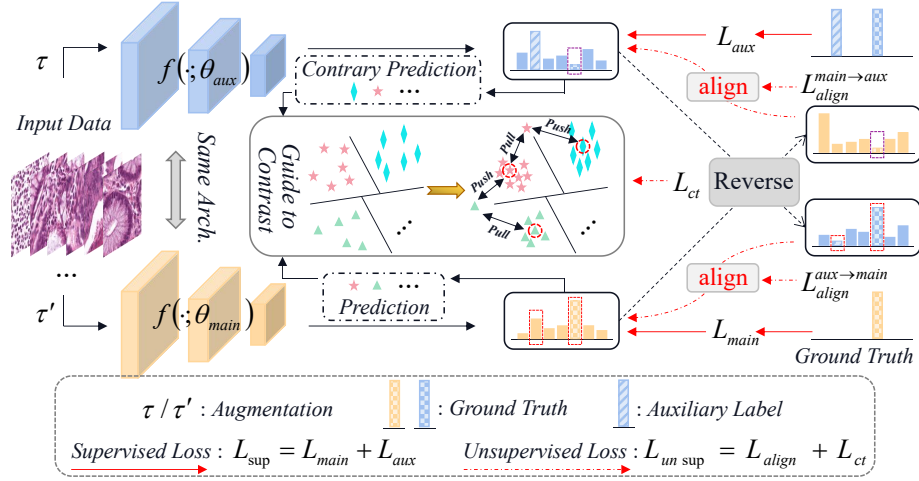 τ
f(·;θ_aux)
Contrary Prediction
...
L_aux
align
L_align^{main→aux}
Input Data
Same Arch.
Guide to Contrast
Push
Pull
Push
Pull
...
...
L_ct
Reverse
...
τ′
f(·;θ_main)
...
Prediction
align
L_align^{aux→main}
L_main
Ground Truth
τ / τ′ : Augmentation : Ground Truth : Auxiliary Label
Supervised Loss : L_sup = L_main + L_aux Unsupervised Loss : L_un sup = L_align + L_ct